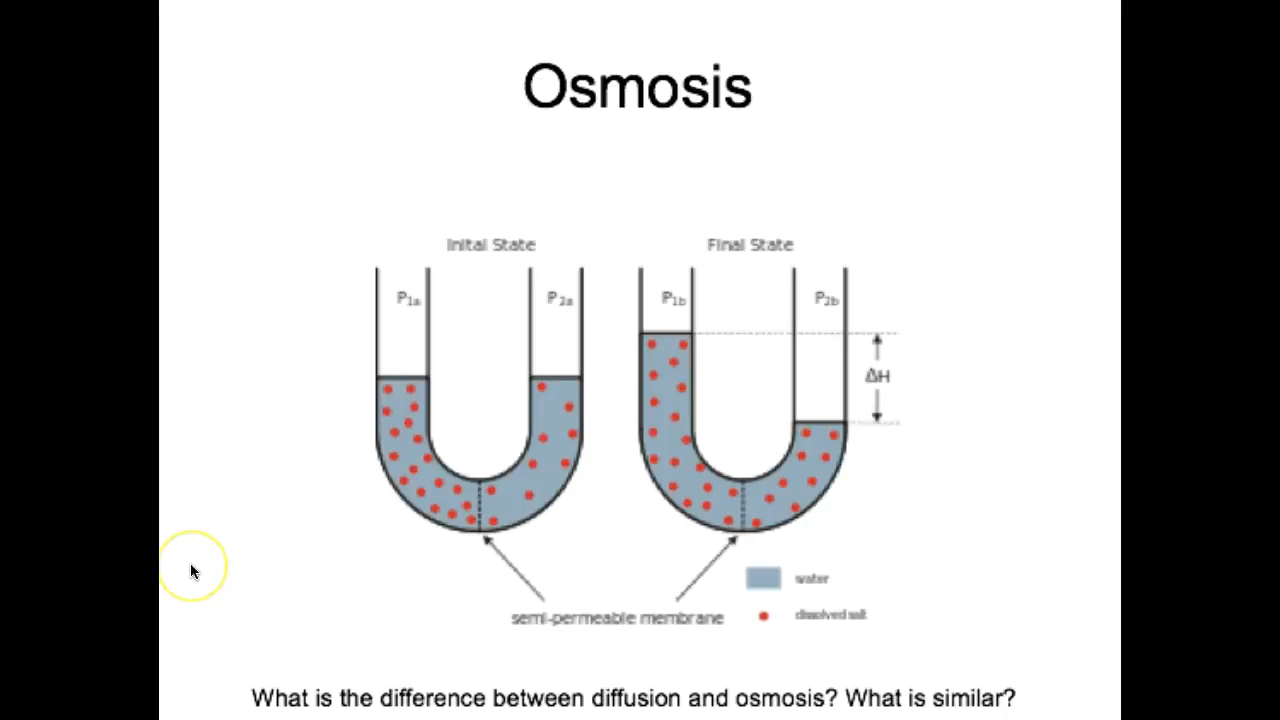 Osmosis
Inital State
Final State
P1a
P2a
P1b
P2b
ΔH
water
semi-permeable membrane
dissolved salt
What is the difference between diffusion and osmosis? What is similar?